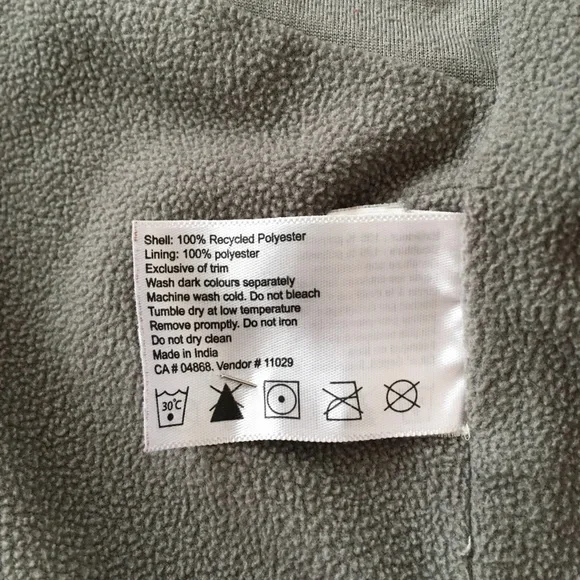 Shell: 100% Recycled Polyester
Lining: 100% polyester
Exclusive of trim
Wash dark colours separately
Machine wash cold. Do not bleach
Tumble dry at low temperature
Remove promptly. Do not iron
Do not dry clean
Made in India
CA # 04868. Vendor # 11029
30°C